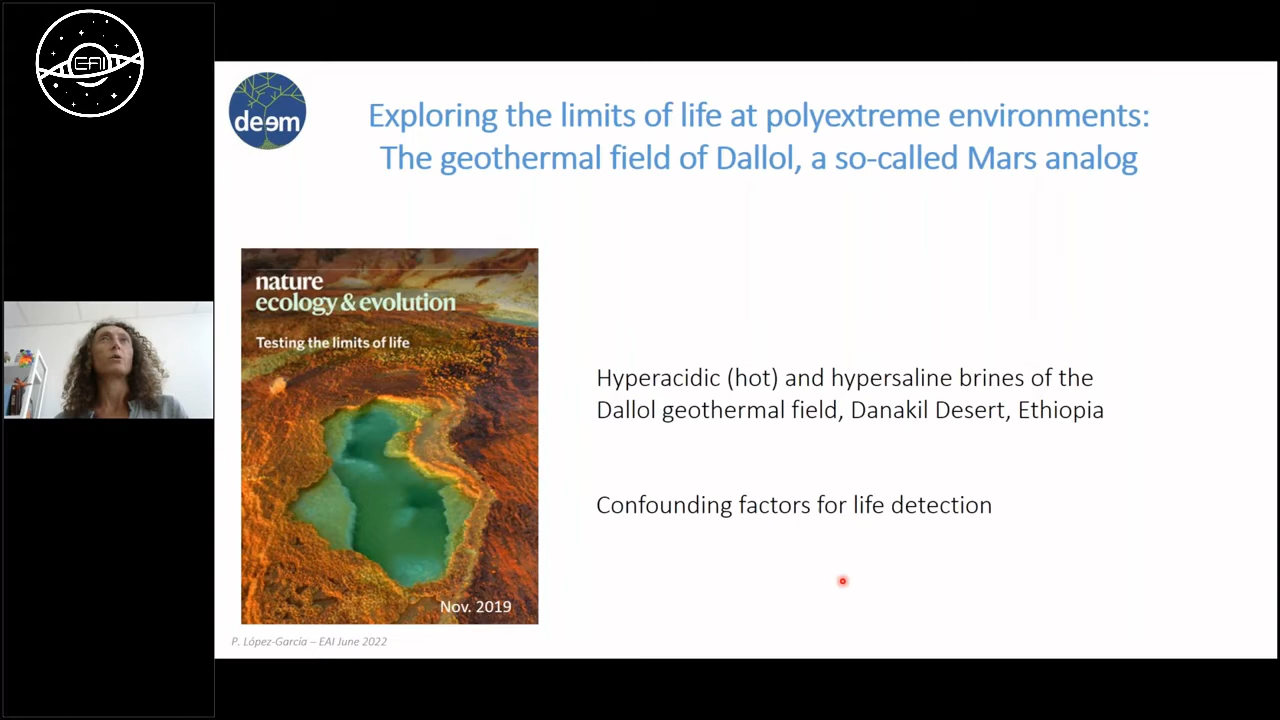 EAI
deem
Exploring the limits of life at polyextreme environments:
The geothermal field of Dallol, a so-called Mars analog
nature
ecology & evolution
Testing the limits of life
Nov. 2019
Hyperacidic (hot) and hypersaline brines of the
Dallol geothermal field, Danakil Desert, Ethiopia
Confounding factors for life detection
P. López-García – EAI June 2022